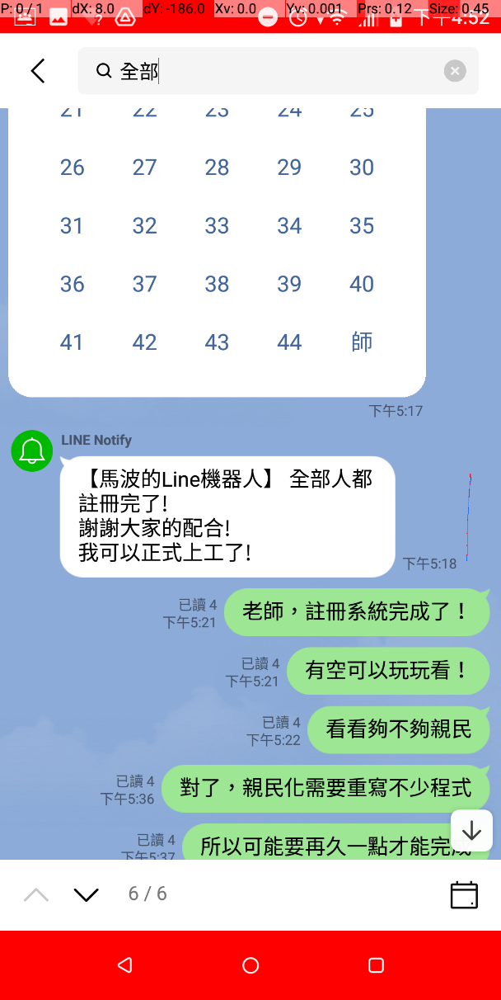 P: 0 / 1 dX: 8.0 dY: -186.0 Xv: 0.0 Yv: 0.001 Prs: 0.12 Size: 0.45
下午4:52
全部
21 22 23 24 25
26 27 28 29 30
31 32 33 34 35
36 37 38 39 40
41 42 43 44 師
下午5:17
LINE Notify
【馬波的Line機器人】 全部人都
註冊完了!
謝謝大家的配合!
我可以正式上工了!
下午5:18
已讀 4
下午5:21
老師，註冊系統完成了！
已讀 4
下午5:21
有空可以玩玩看！
已讀 4
下午5:22
看看夠不夠親民
已讀 4
下午5:36
對了，親民化需要重寫不少程式
已讀 4
下午5:37
所以可能要再久一點才能完成
6 / 6